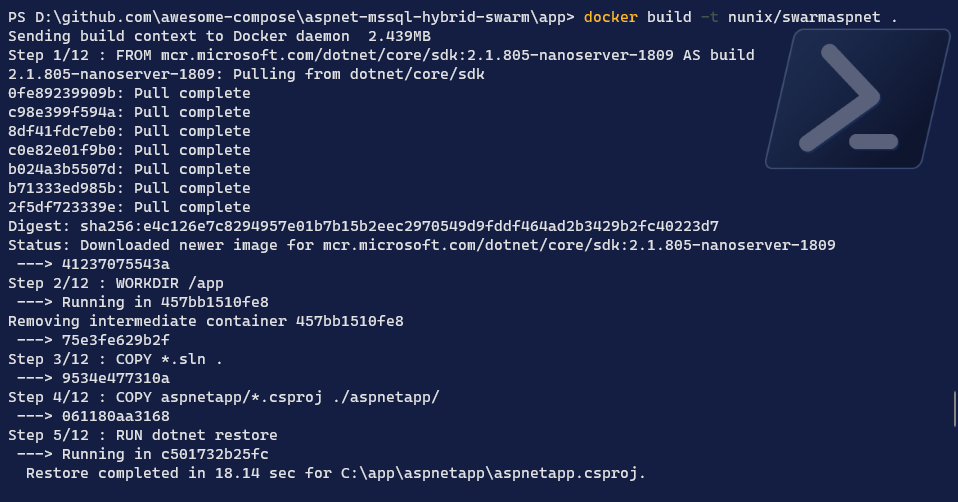 PS D:\github.com\awesome-compose\aspnet-mssql-hybrid-swarm\app> docker build -t nunix/swarmaspnet .
Sending build context to Docker daemon  2.439MB
Step 1/12 : FROM mcr.microsoft.com/dotnet/core/sdk:2.1.805-nanoserver-1809 AS build
2.1.805-nanoserver-1809: Pulling from dotnet/core/sdk
0fe89239909b: Pull complete
c98e399f594a: Pull complete
8df41fdc7eb0: Pull complete
c0e82e01f9b0: Pull complete
b024a3b5507d: Pull complete
b71333ed985b: Pull complete
2f5df723339e: Pull complete
Digest: sha256:e4c126e7c8294957e01b7b15b2eec2970549d9fddf464ad2b3429b2fc40223d7
Status: Downloaded newer image for mcr.microsoft.com/dotnet/core/sdk:2.1.805-nanoserver-1809
 ---> 41237075543a
Step 2/12 : WORKDIR /app
 ---> Running in 457bb1510fe8
Removing intermediate container 457bb1510fe8
 ---> 75e3fe629b2f
Step 3/12 : COPY *.sln .
 ---> 9534e477310a
Step 4/12 : COPY aspnetapp/*.csproj ./aspnetapp/
 ---> 061180aa3168
Step 5/12 : RUN dotnet restore
 ---> Running in c501732b25fc
  Restore completed in 18.14 sec for C:\app\aspnetapp\aspnetapp.csproj.